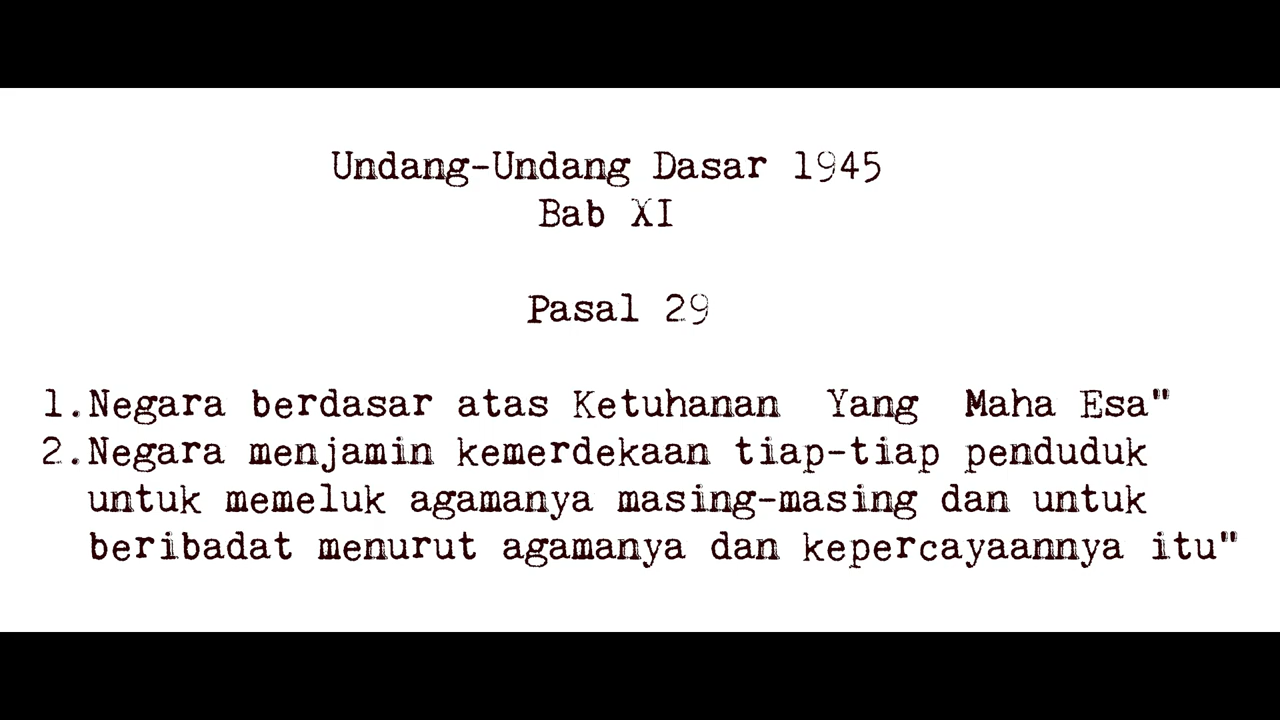 Undang-Undang Dasar 1945
Bab XI
Pasal 29
1.Negara berdasar atas Ketuhanan Yang Maha Esa"
2.Negara menjamin kemerdekaan tiap-tiap penduduk
untuk memeluk agamanya masing-masing dan untuk
beribadat menurut agamanya dan kepercayaannya itu"